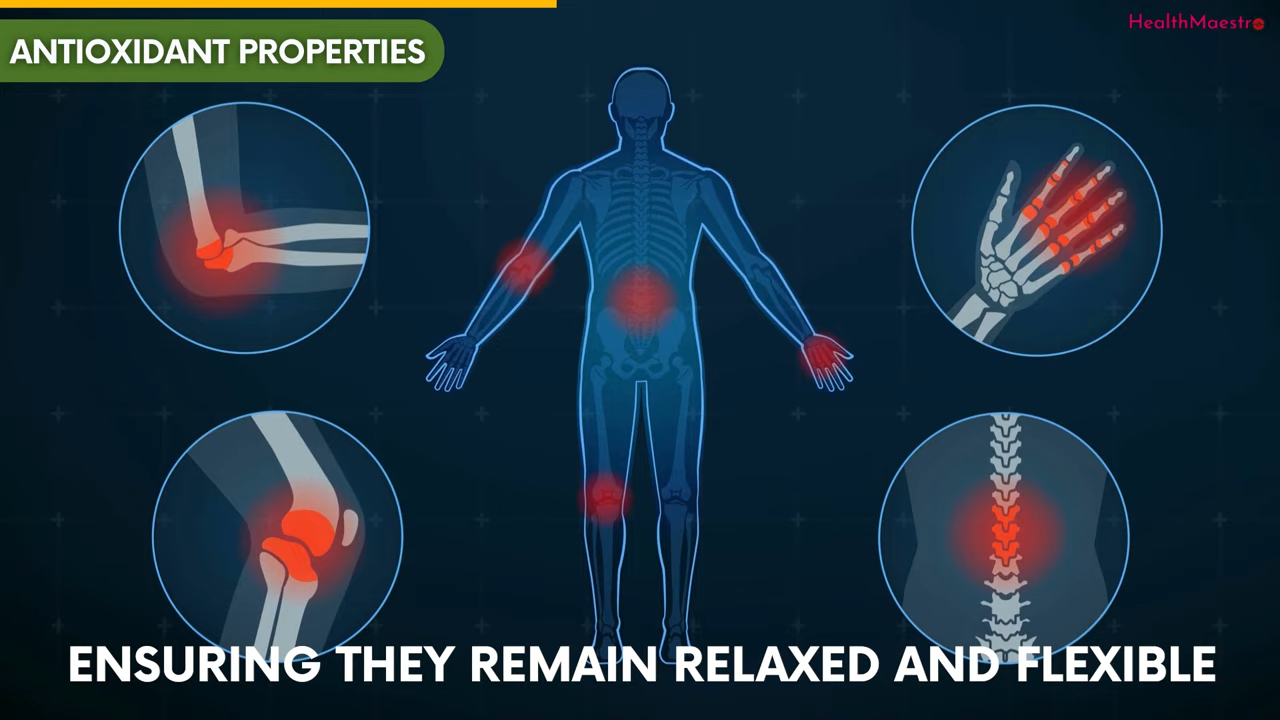 HealthMaestro
ANTIOXIDANT PROPERTIES
ENSURING THEY REMAIN RELAXED AND FLEXIBLE